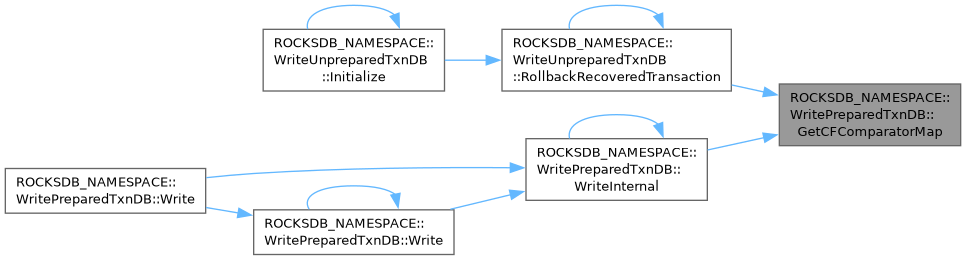 ROCKSDB_NAMESPACE::
WriteUnpreparedTxnDB
::Initialize
ROCKSDB_NAMESPACE::
WriteUnpreparedTxnDB
::RollbackRecoveredTransaction
ROCKSDB_NAMESPACE::
WritePreparedTxnDB::
GetCFComparatorMap
ROCKSDB_NAMESPACE::
WritePreparedTxnDB::
WriteInternal
ROCKSDB_NAMESPACE::
WritePreparedTxnDB::Write
ROCKSDB_NAMESPACE::
WritePreparedTxnDB::Write